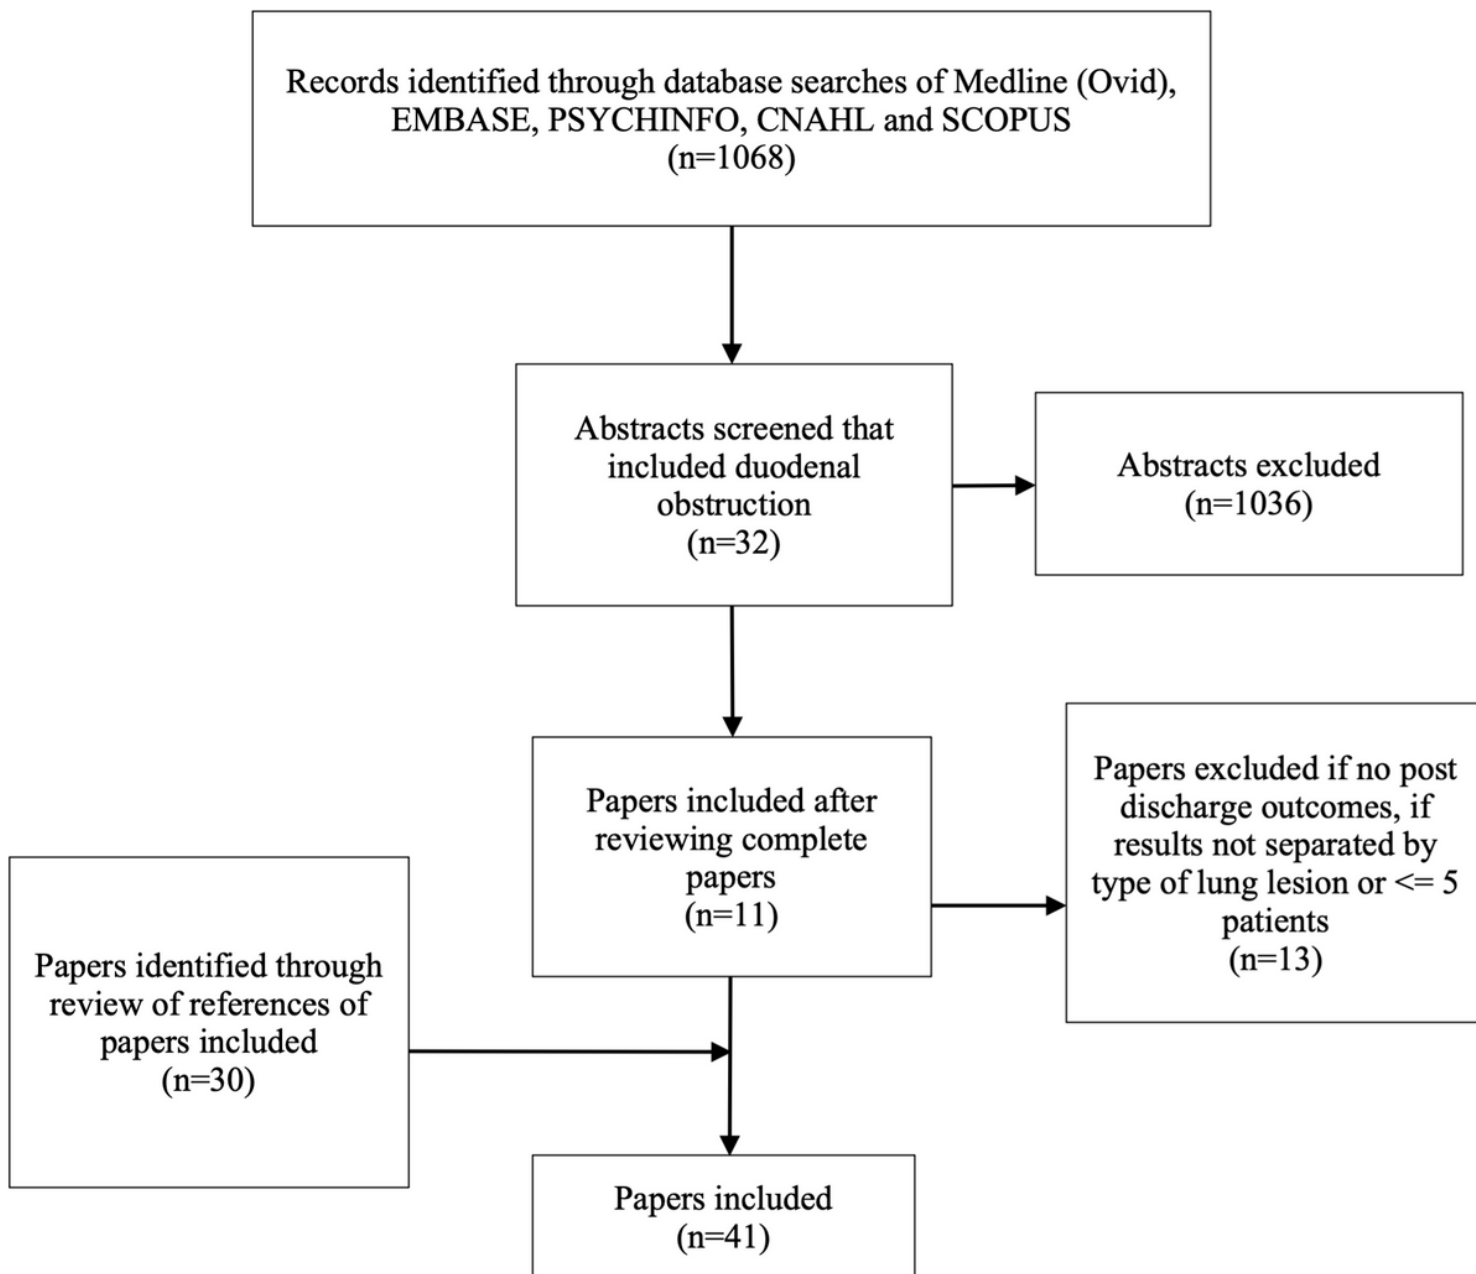 Records identified through database searches of Medline (Ovid),
EMBASE, PSYCHINFO, CNAHL and SCOPUS
(n=1068)
Abstracts screened that
included duodenal
obstruction
(n=32)
Abstracts excluded
(n=1036)
Papers included after
reviewing complete
papers
(n=11)
Papers excluded if no post
discharge outcomes, if
results not separated by
type of lung lesion or <= 5
patients
(n=13)
Papers identified through
review of references of
papers included
(n=30)
Papers included
(n=41)